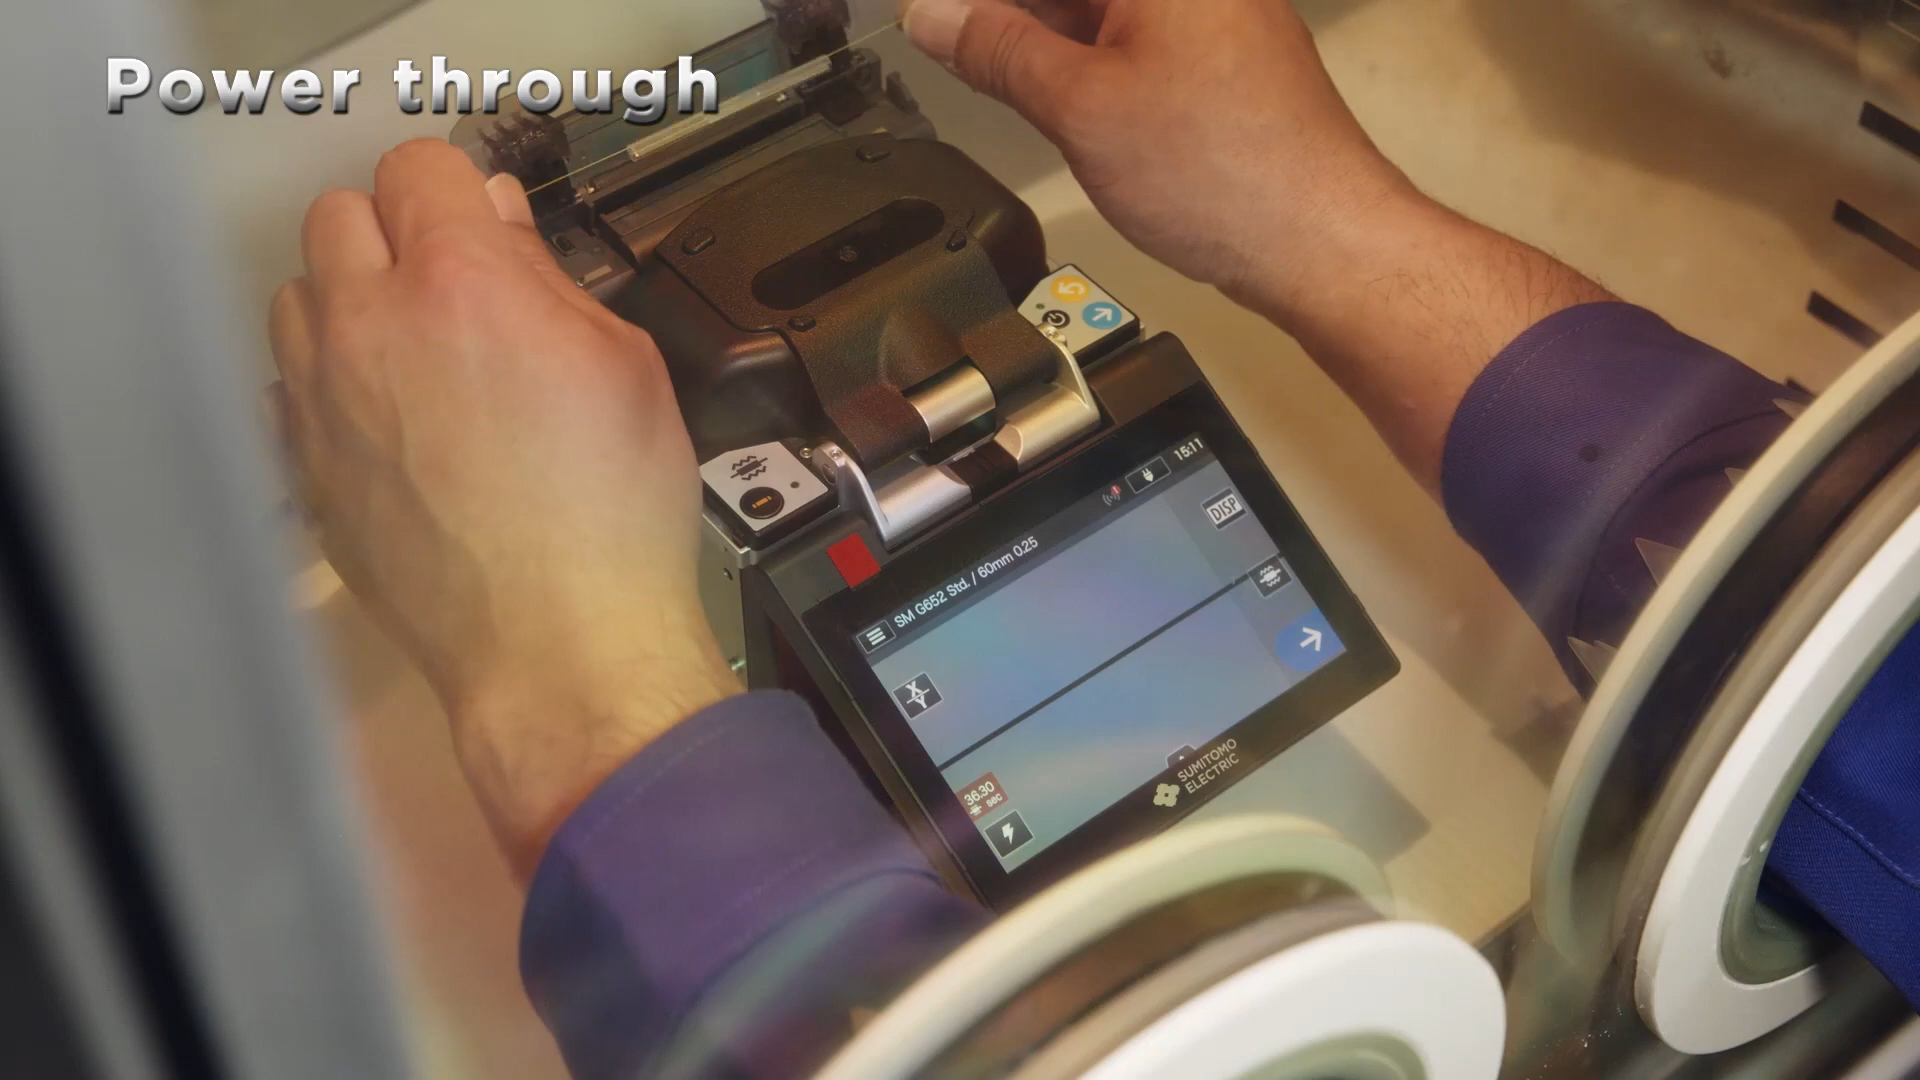 Power through
15:11
DISP
SM G652 Std. / 60mm 0.25
X
Y
36.30
sec
SUMITOMO
ELECTRIC